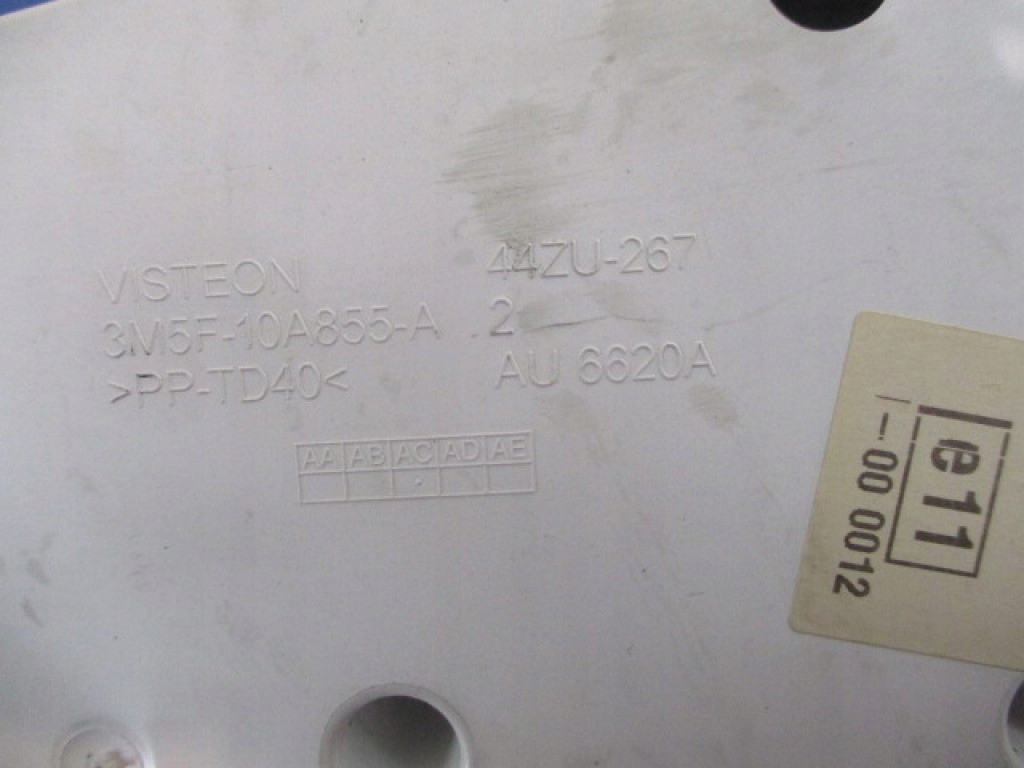 VISTEON
3M5F-10A855-A
>PP-TD40<
44ZU-267
2
AU 6620A
AA AB AC AD AE
e11
00 0012